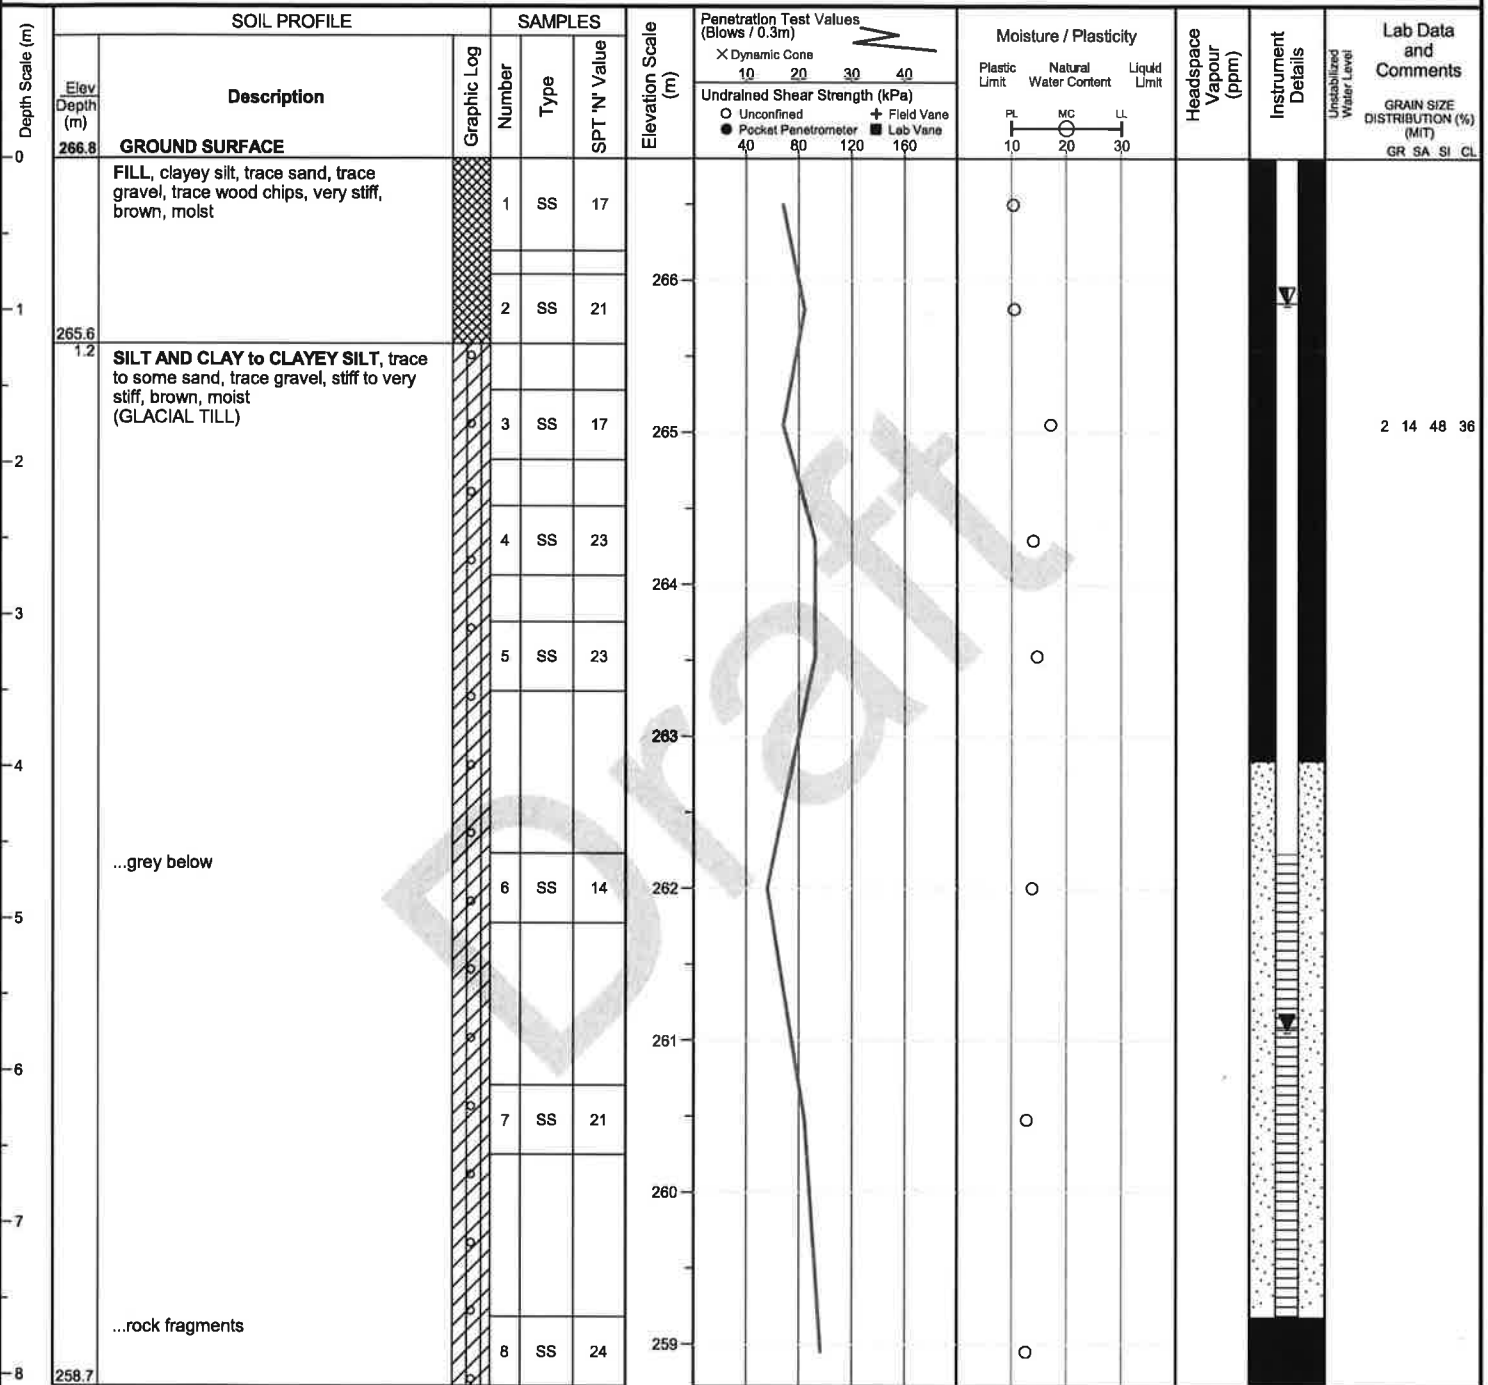 SOIL PROFILE
SAMPLES
Depth Scale (m)
Elev
Depth
(m)
Description
Graphic Log
Number
Type
SPT 'N' Value
Elevation Scale
(m)
Penetration Test Values
(Blows / 0.3m)
X Dynamic Cone
10 20 30 40
Undrained Shear Strength (kPa)
O Unconfined + Field Vane
● Pocket Penetrometer ■ Lab Vane
40 80 120 160
Moisture / Plasticity
Plastic Natural Liquid
Limit Water Content Limit
PL MC LL
10 20 30
Headspace
Vapour
(ppm)
Instrument
Details
Unstabilized
Water Level
Lab Data
and
Comments
GRAIN SIZE
DISTRIBUTION (%)
(MIT)
GR SA SI CL
0
266.8 GROUND SURFACE
FILL, clayey silt, trace sand, trace
gravel, trace wood chips, very stiff,
brown, moist
1 SS 17
266
1
2 SS 21
265.6
1.2
SILT AND CLAY to CLAYEY SILT, trace
to some sand, trace gravel, stiff to very
stiff, brown, moist
(GLACIAL TILL)
3 SS 17
265
2 14 48 36
2
4 SS 23
264
3
5 SS 23
263
4
...grey below
6 SS 14
262
5
261
6
7 SS 21
260
7
...rock fragments
8 SS 24
259
8
258.7
Draft